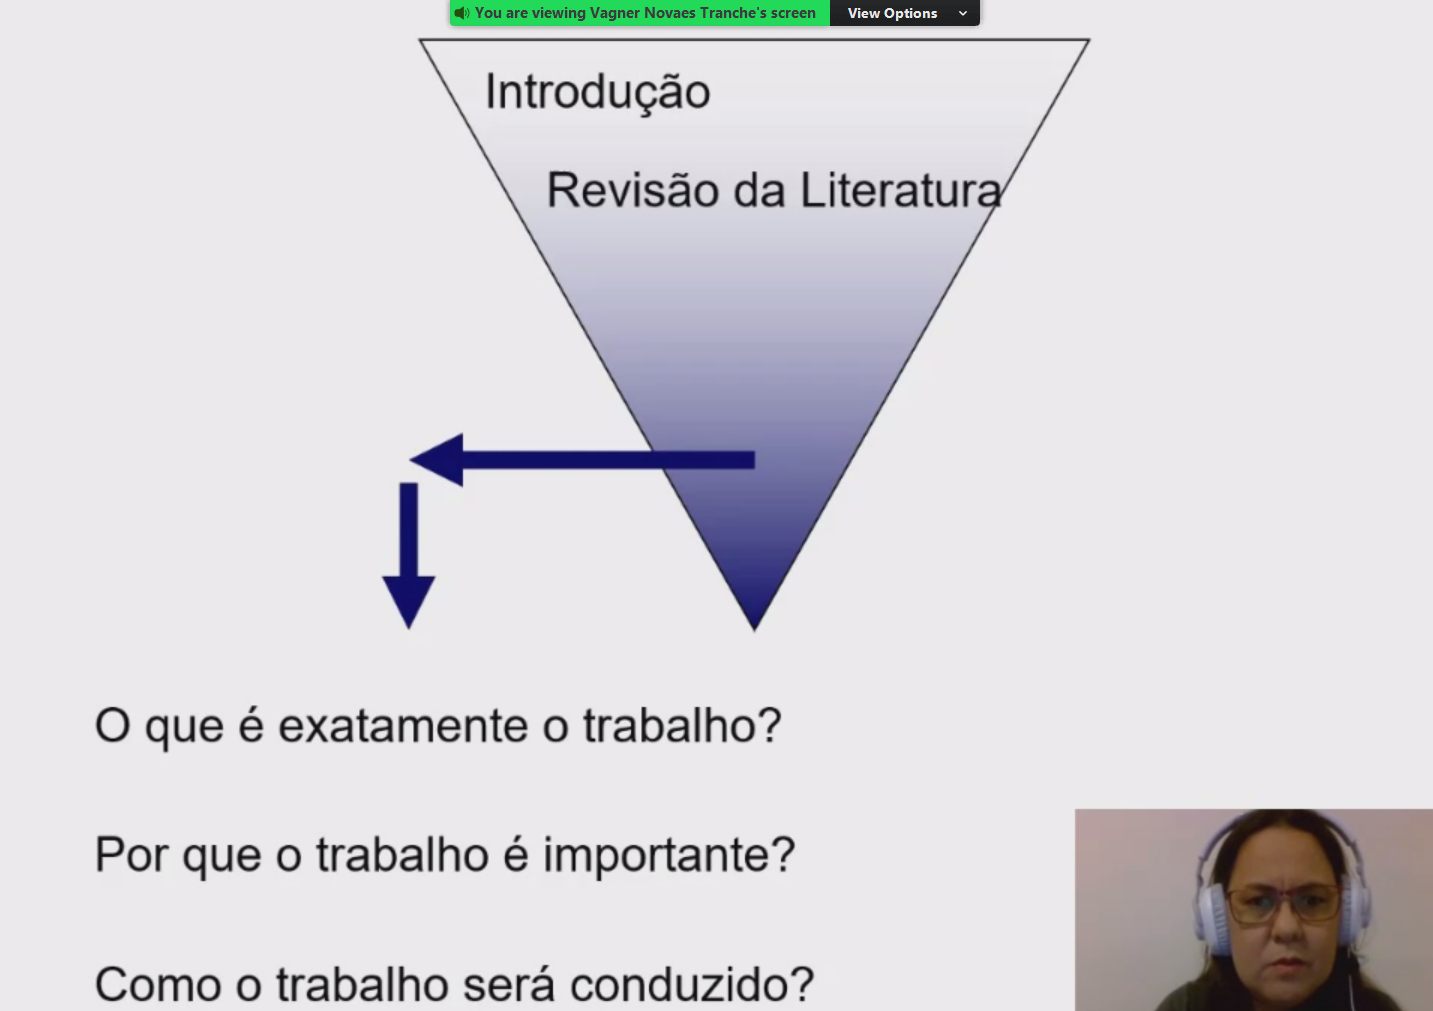 You are viewing Vagner Novaes Tranche's screen
View Options
Introdução
Revisão da Literatura
O que é exatamente o trabalho?
Por que o trabalho é importante?
Como o trabalho será conduzido?